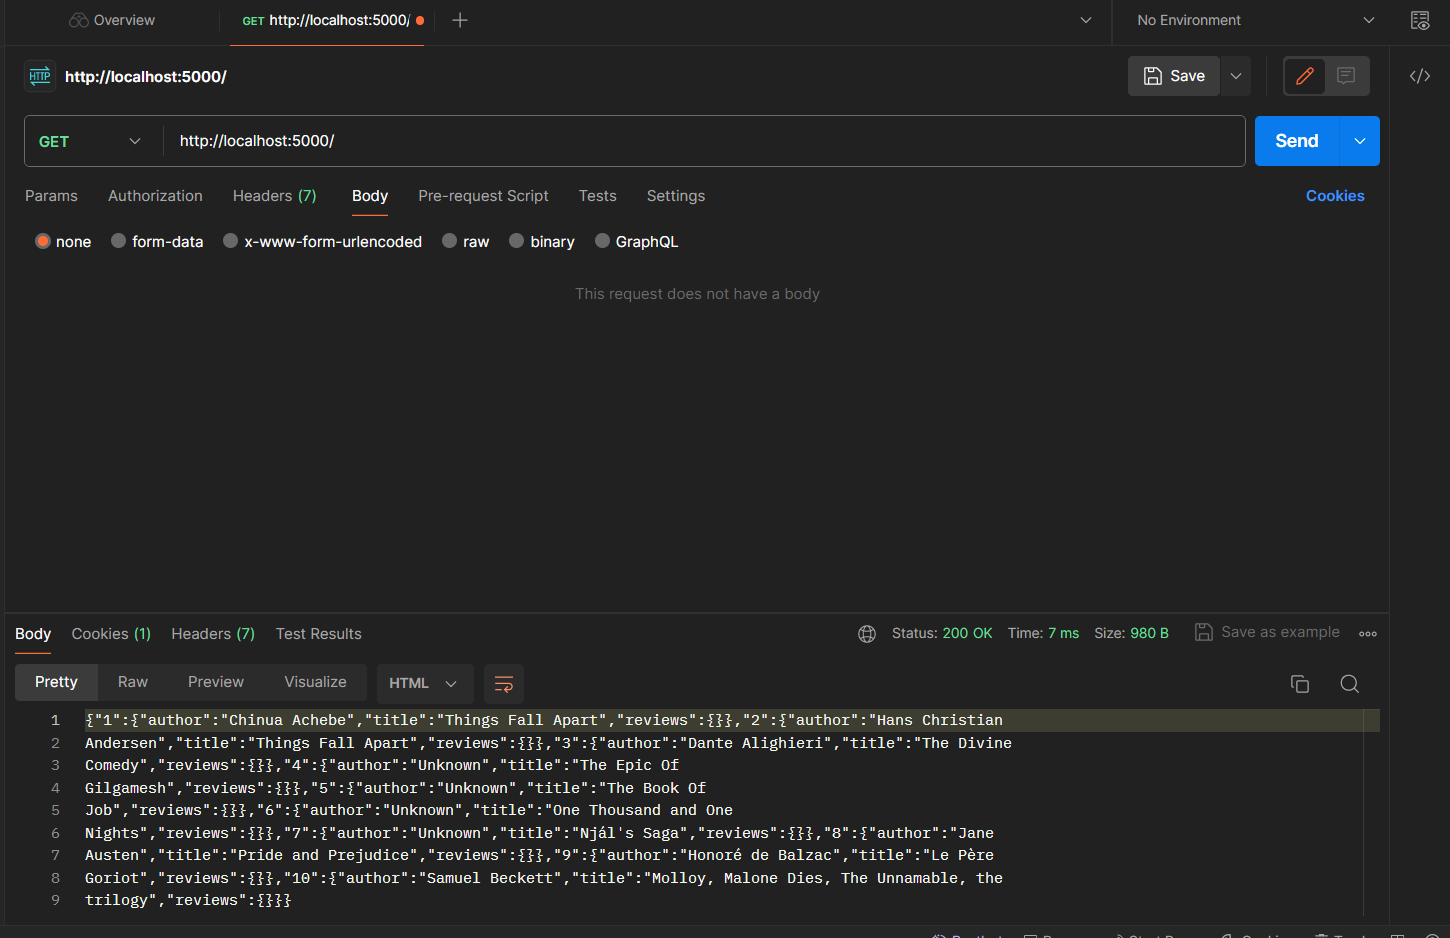 Overview
GET http://localhost:5000/
No Environment
HTTP http://localhost:5000/
Save
GET
http://localhost:5000/
Send
Params Authorization Headers (7) Body Pre-request Script Tests Settings Cookies
none form-data x-www-form-urlencoded raw binary GraphQL
This request does not have a body
Body Cookies (1) Headers (7) Test Results Status: 200 OK Time: 7 ms Size: 980 B Save as example
Pretty Raw Preview Visualize HTML
1 {"1":{"author":"Chinua Achebe","title":"Things Fall Apart","reviews":{}},"2":{"author":"Hans Christian
2 Andersen","title":"Things Fall Apart","reviews":{}},"3":{"author":"Dante Alighieri","title":"The Divine
3 Comedy","reviews":{}},"4":{"author":"Unknown","title":"The Epic Of
4 Gilgamesh","reviews":{}},"5":{"author":"Unknown","title":"The Book Of
5 Job","reviews":{}},"6":{"author":"Unknown","title":"One Thousand and One
6 Nights","reviews":{}},"7":{"author":"Unknown","title":"Njál's Saga","reviews":{}},"8":{"author":"Jane
7 Austen","title":"Pride and Prejudice","reviews":{}},"9":{"author":"Honoré de Balzac","title":"Le Père
8 Goriot","reviews":{}},"10":{"author":"Samuel Beckett","title":"Molloy, Malone Dies, The Unnamable, the
9 trilogy","reviews":{}}}